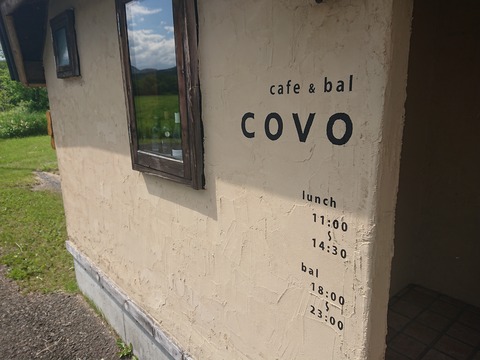 cafe & bal
COVO
lunch
11:00
〜
14:30
bal
18:00
〜
23:00